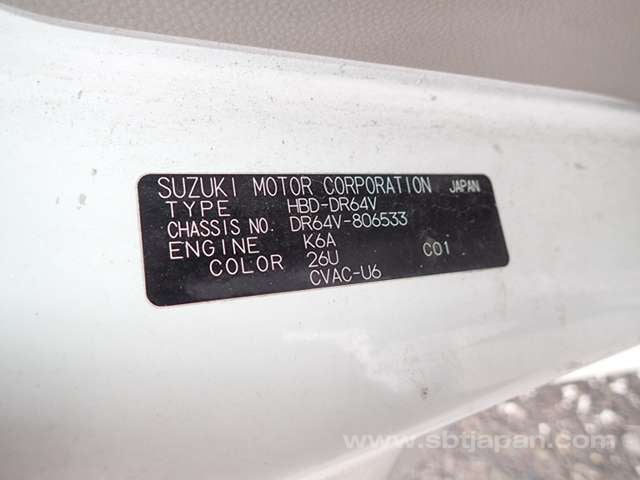 SUZUKI MOTOR CORPORATION JAPAN
TYPE HBD-DR64V
CHASSIS NO. DR64V-806533
ENGINE K6A
COLOR 26U C01
CVAC-U6
www.sbtjapan.com